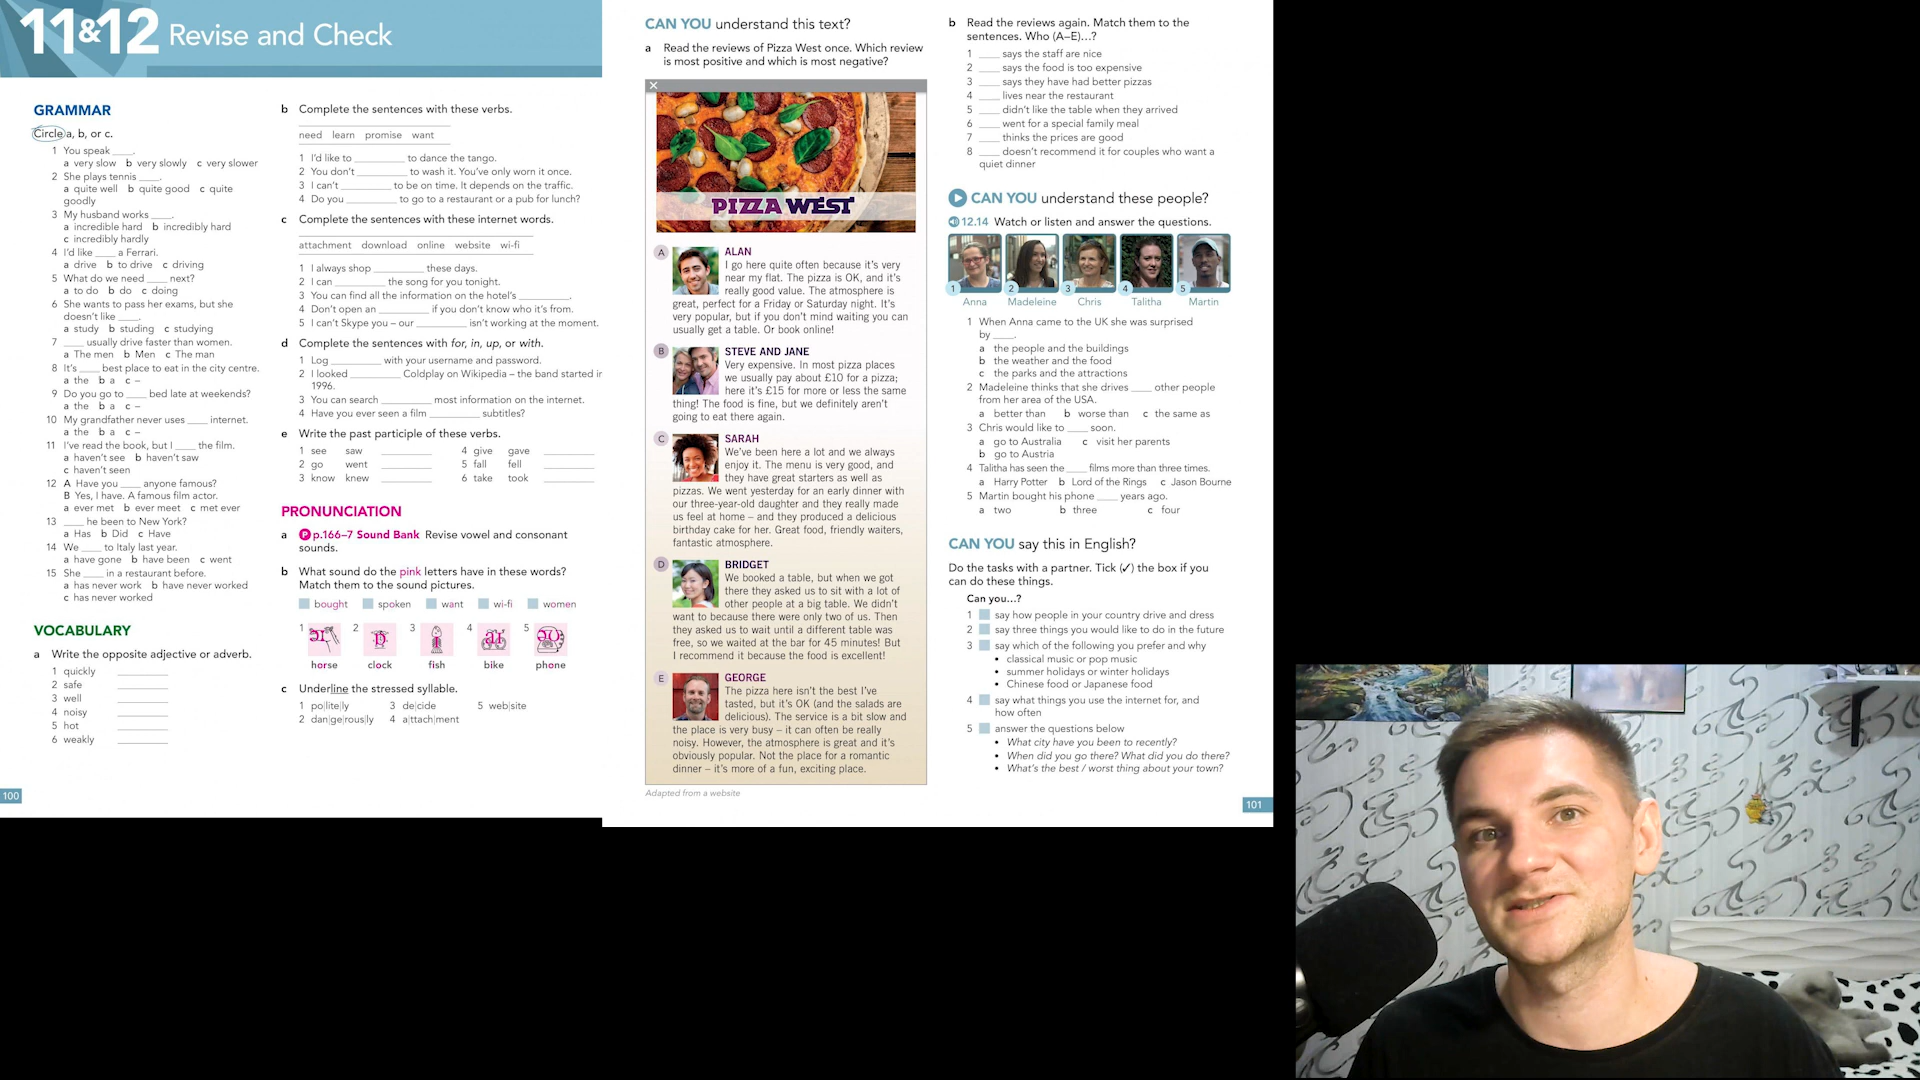 11&12 Revise and Check
GRAMMAR
Circle a, b, or c.
1 You speak ____.
a very slow b very slowly c very slower
2 She plays tennis ____.
a quite well b quite good c quite
goodly
3 My husband works ____.
a incredible hard b incredibly hard
c incredibly hardly
4 I'd like ____ a Ferrari.
a drive b to drive c driving
5 What do we need ____ next?
a to do b do c doing
6 She wants to pass her exams, but she
doesn't like ____.
a study b studing c studying
7 ____ usually drive faster than women.
a The men b Men c The man
8 It's ____ best place to eat in the city centre.
a the b a c –
9 Do you go to ____ bed late at weekends?
a the b a c –
10 My grandfather never uses ____ internet.
a the b a c –
11 I've read the book, but I ____ the film.
a haven't see b haven't saw
c haven't seen
12 A Have you ____ anyone famous?
B Yes, I have. A famous film actor.
a ever met b ever meet c met ever
13 ____ he been to New York?
a Has b Did c Have
14 We ____ to Italy last year.
a have gone b have been c went
15 She ____ in a restaurant before.
a has never work b have never worked
c has never worked
VOCABULARY
a Write the opposite adjective or adverb.
1 quickly ________
2 safe ________
3 well ________
4 noisy ________
5 hot ________
6 weakly ________
100
b Complete the sentences with these verbs.
need learn promise want
1 I'd like to ________ to dance the tango.
2 You don't ________ to wash it. You've only worn it once.
3 I can't ________ to be on time. It depends on the traffic.
4 Do you ________ to go to a restaurant or a pub for lunch?
c Complete the sentences with these internet words.
attachment download online website wi-fi
1 I always shop ________ these days.
2 I can ________ the song for you tonight.
3 You can find all the information on the hotel's ________.
4 Don't open an ________ if you don't know who it's from.
5 I can't Skype you – our ________ isn't working at the moment.
d Complete the sentences with for, in, up, or with.
1 Log ________ with your username and password.
2 I looked ________ Coldplay on Wikipedia – the band started in
1996.
3 You can search ________ most information on the internet.
4 Have you ever seen a film ________ subtitles?
e Write the past participle of these verbs.
1 see saw ________ 4 give gave ________
2 go went ________ 5 fall fell ________
3 know knew ________ 6 take took ________
PRONUNCIATION
a P p.166–7 Sound Bank Revise vowel and consonant
sounds.
b What sound do the pink letters have in these words?
Match them to the sound pictures.
bought spoken want wi-fi women
1 2 3 4 5
horse clock fish bike phone
c Underline the stressed syllable.
1 po|lite|ly 3 de|cide 5 web|site
2 dan|ge|rous|ly 4 a|ttach|ment
CAN YOU understand this text?
a Read the reviews of Pizza West once. Which review
is most positive and which is most negative?
PIZZA WEST
A ALAN
I go here quite often because it's very
near my flat. The pizza is OK, and it's
really good value. The atmosphere is
great, perfect for a Friday or Saturday night. It's
very popular, but if you don't mind waiting you can
usually get a table. Or book online!
B STEVE AND JANE
Very expensive. In most pizza places
we usually pay about £10 for a pizza;
here it's £15 for more or less the same
thing! The food is fine, but we definitely aren't
going to eat there again.
C SARAH
We've been here a lot and we always
enjoy it. The menu is very good, and
they have great starters as well as
pizzas. We went yesterday for an early dinner with
our three-year-old daughter and they really made
us feel at home – and they produced a delicious
birthday cake for her. Great food, friendly waiters,
fantastic atmosphere.
D BRIDGET
We booked a table, but when we got
there they asked us to sit with a lot of
other people at a big table. We didn't
want to because there were only two of us. Then
they asked us to wait until a different table was
free, so we waited at the bar for 45 minutes! But
I recommend it because the food is excellent!
E GEORGE
The pizza here isn't the best I've
tasted, but it's OK (and the salads are
delicious). The service is a bit slow and
the place is very busy – it can often be really
noisy. However, the atmosphere is great and it's
obviously popular. Not the place for a romantic
dinner – it's more of a fun, exciting place.
Adapted from a website
b Read the reviews again. Match them to the
sentences. Who (A–E)…?
1 ____ says the staff are nice
2 ____ says the food is too expensive
3 ____ says they have had better pizzas
4 ____ lives near the restaurant
5 ____ didn't like the table when they arrived
6 ____ went for a special family meal
7 ____ thinks the prices are good
8 ____ doesn't recommend it for couples who want a
quiet dinner
CAN YOU understand these people?
12.14 Watch or listen and answer the questions.
1 2 3 4 5
Anna Madeleine Chris Talitha Martin
1 When Anna came to the UK she was surprised
by ____.
a the people and the buildings
b the weather and the food
c the parks and the attractions
2 Madeleine thinks that she drives ____ other people
from her area of the USA.
a better than b worse than c the same as
3 Chris would like to ____ soon.
a go to Australia c visit her parents
b go to Austria
4 Talitha has seen the ____ films more than three times.
a Harry Potter b Lord of the Rings c Jason Bourne
5 Martin bought his phone ____ years ago.
a two b three c four
CAN YOU say this in English?
Do the tasks with a partner. Tick (✓) the box if you
can do these things.
Can you…?
1 say how people in your country drive and dress
2 say three things you would like to do in the future
3 say which of the following you prefer and why
• classical music or pop music
• summer holidays or winter holidays
• Chinese food or Japanese food
4 say what things you use the internet for, and
how often
5 answer the questions below
• What city have you been to recently?
• When did you go there? What did you do there?
• What's the best / worst thing about your town?
101